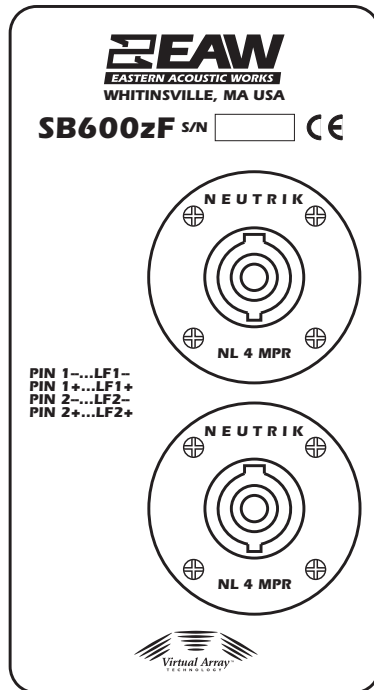 EAW
EASTERN ACOUSTIC WORKS
WHITINSVILLE, MA USA
SB600zF S/N CE
NEUTRIK
NL 4 MPR
PIN 1–...LF1–
PIN 1+...LF1+
PIN 2–...LF2–
PIN 2+...LF2+
NEUTRIK
NL 4 MPR
Virtual Array™
TECHNOLOGY